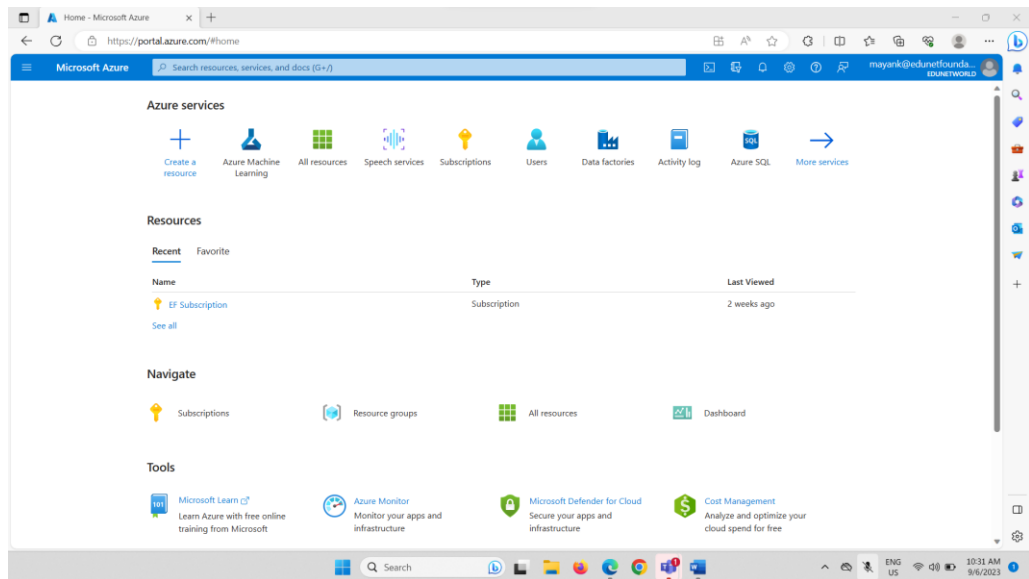 Home - Microsoft Azure
https://portal.azure.com/#home
Microsoft Azure
Search resources, services, and docs (G+/)
mayank@edunetfounda...
EDUNETWORLD
Azure services
Create a resource
Azure Machine Learning
All resources
Speech services
Subscriptions
Users
Data factories
Activity log
SQL
Azure SQL
More services
Resources
Recent Favorite
Name Type Last Viewed
EF Subscription Subscription 2 weeks ago
See all
Navigate
Subscriptions Resource groups All resources Dashboard
Tools
101
Microsoft Learn
Learn Azure with free online
training from Microsoft
Azure Monitor
Monitor your apps and
infrastructure
Microsoft Defender for Cloud
Secure your apps and
infrastructure
Cost Management
Analyze and optimize your
cloud spend for free
Search
ENG
US
10:31 AM
9/6/2023
1